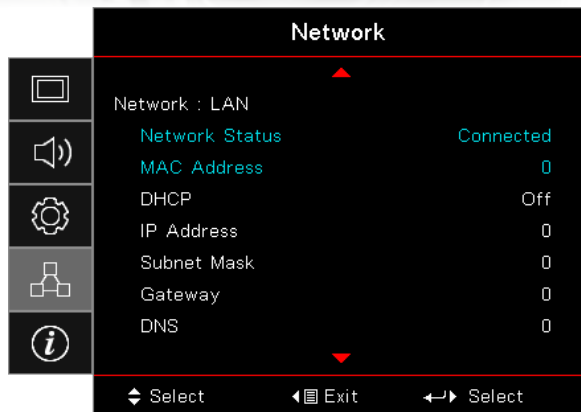 Network
Network : LAN
Network Status Connected
MAC Address 0
DHCP Off
IP Address 0
Subnet Mask 0
Gateway 0
DNS 0
Select Exit Select